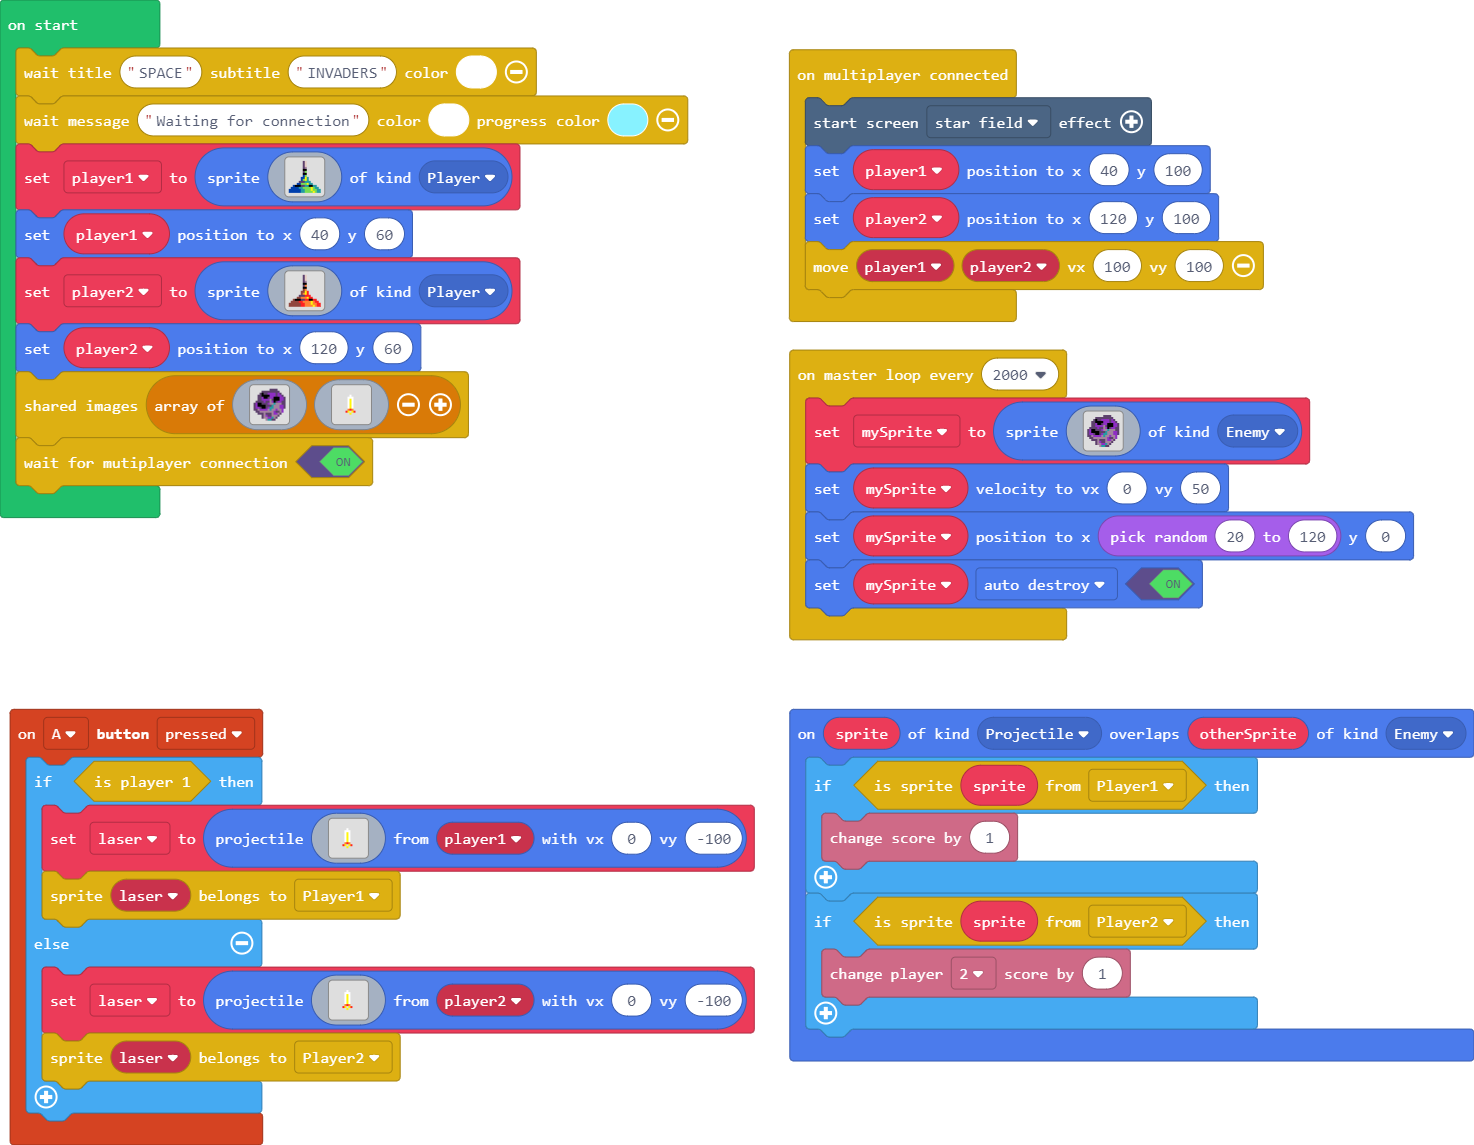 on start
wait title "SPACE" subtitle "INVADERS" color
wait message "Waiting for connection" color progress color
set player1 to sprite of kind Player
set player1 position to x 40 y 60
set player2 to sprite of kind Player
set player2 position to x 120 y 60
shared images array of
wait for mutiplayer connection ON
on multiplayer connected
start screen star field effect
set player1 position to x 40 y 100
set player2 position to x 120 y 100
move player1 player2 vx 100 vy 100
on master loop every 2000
set mySprite to sprite of kind Enemy
set mySprite velocity to vx 0 vy 50
set mySprite position to x pick random 20 to 120 y 0
set mySprite auto destroy ON
on A button pressed
if is player 1 then
set laser to projectile from player1 with vx 0 vy -100
sprite laser belongs to Player1
else
set laser to projectile from player2 with vx 0 vy -100
sprite laser belongs to Player2
on sprite of kind Projectile overlaps otherSprite of kind Enemy
if is sprite sprite from Player1 then
change score by 1
if is sprite sprite from Player2 then
change player 2 score by 1